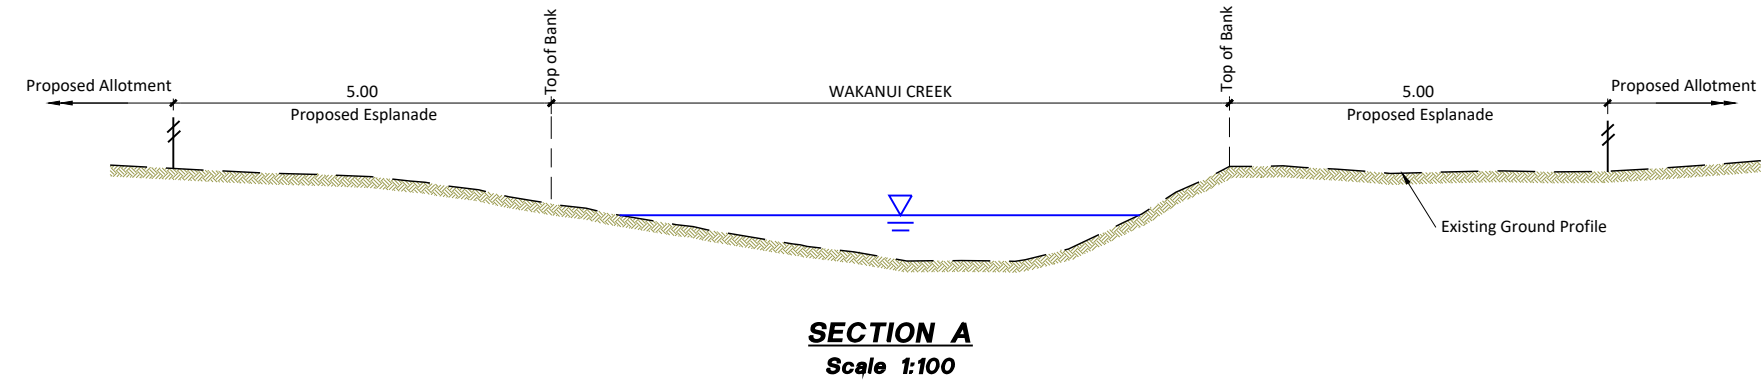 Top of Bank
Top of Bank
Proposed Allotment
5.00
WAKANUI CREEK
5.00
Proposed Allotment
Proposed Esplanade
Proposed Esplanade
Existing Ground Profile
SECTION A
Scale 1:100